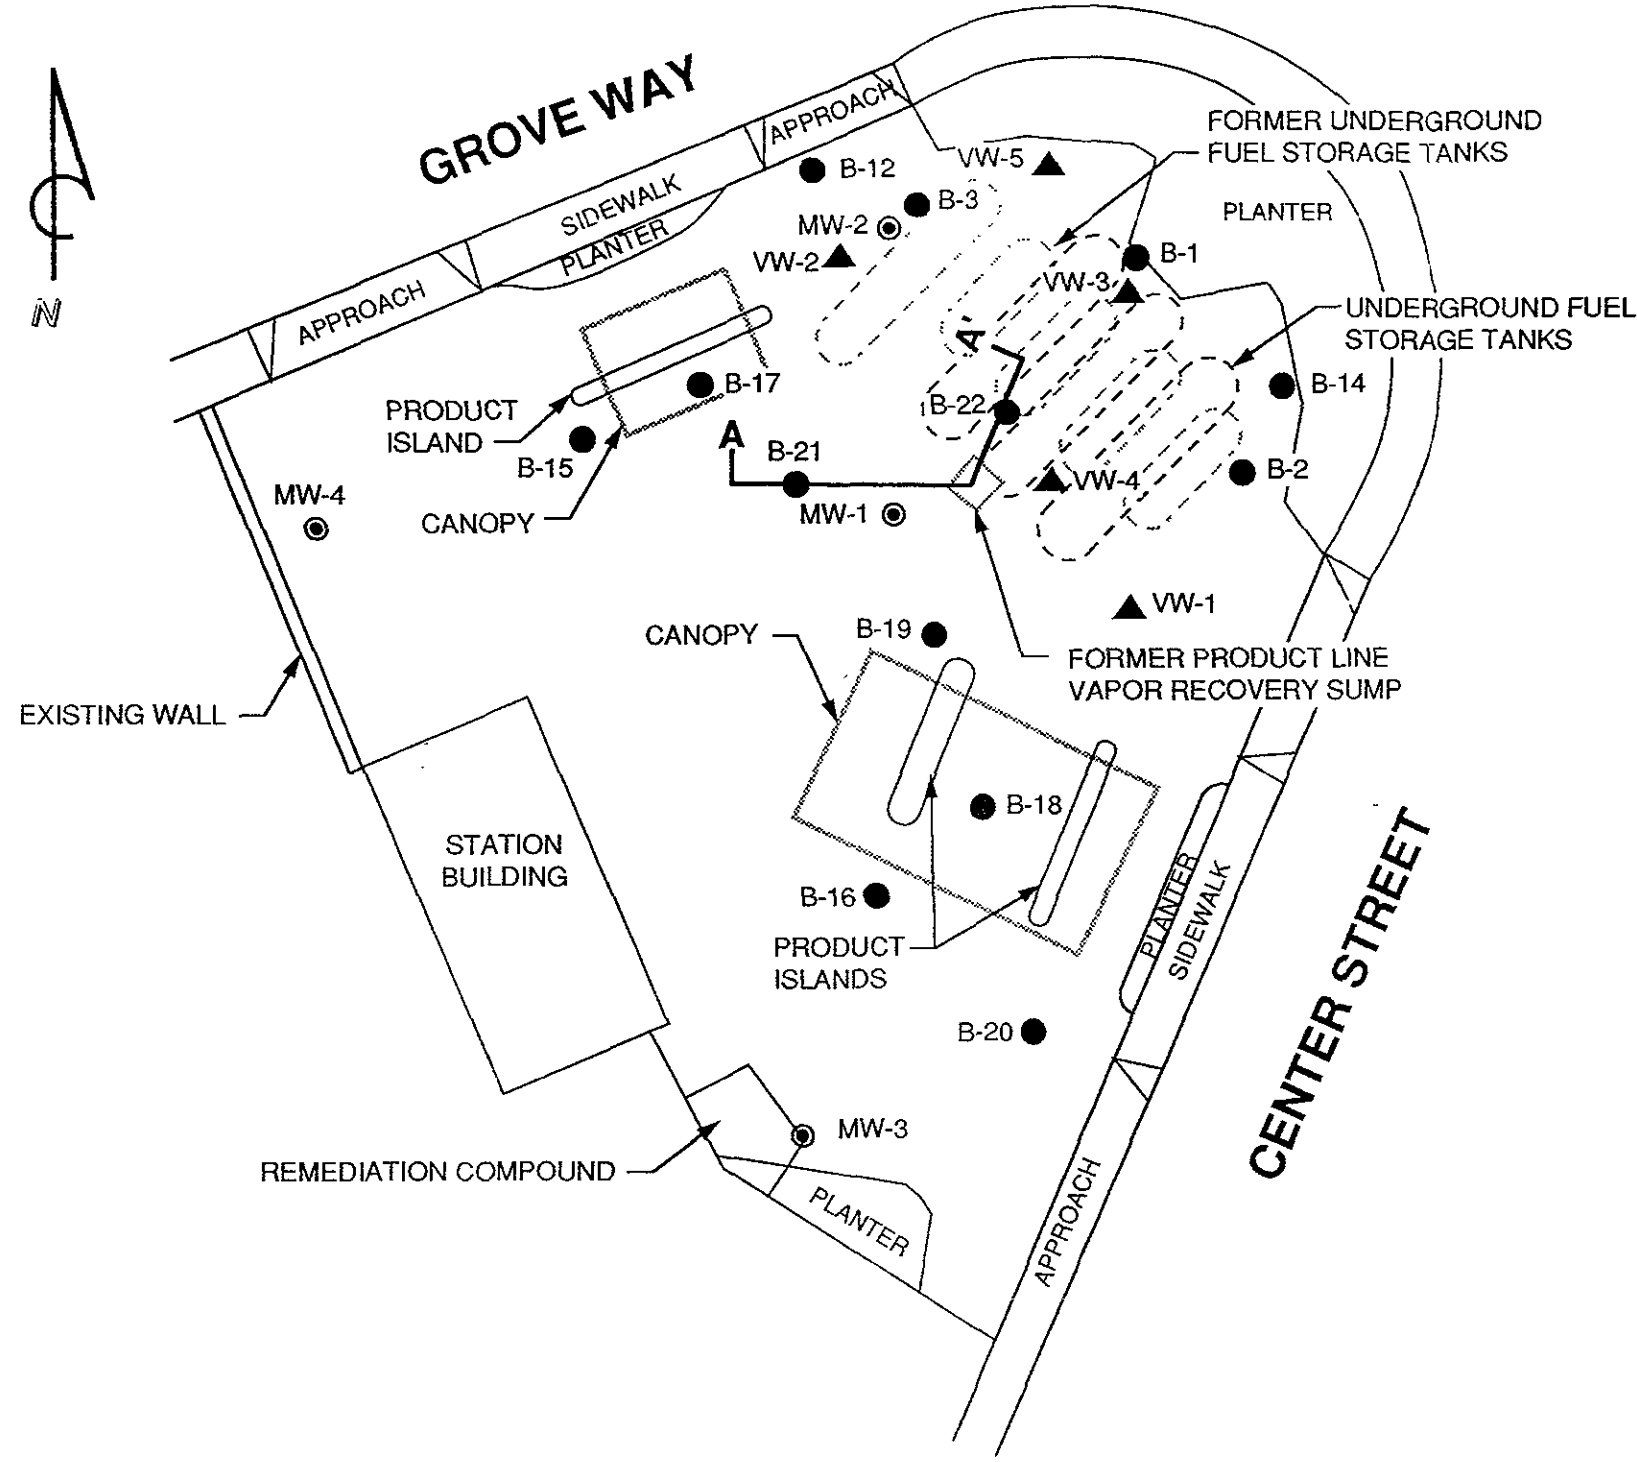 GROVE WAY
APPROACH
FORMER UNDERGROUND
FUEL STORAGE TANKS
VW-5
B-12
SIDEWALK
B-3
PLANTER
MW-2
PLANTER
B-1
VW-2
VW-3
APPROACH
N
UNDERGROUND FUEL
STORAGE TANKS
A'
B-17
B-14
PRODUCT
ISLAND
B-22
A
B-21
B-15
B-2
VW-4
MW-4
CANOPY
MW-1
VW-1
CANOPY
B-19
FORMER PRODUCT LINE
VAPOR RECOVERY SUMP
EXISTING WALL
B-18
STATION
BUILDING
PLANTER
SIDEWALK
B-16
PRODUCT
ISLANDS
CENTER STREET
B-20
MW-3
REMEDIATION COMPOUND
PLANTER
APPROACH